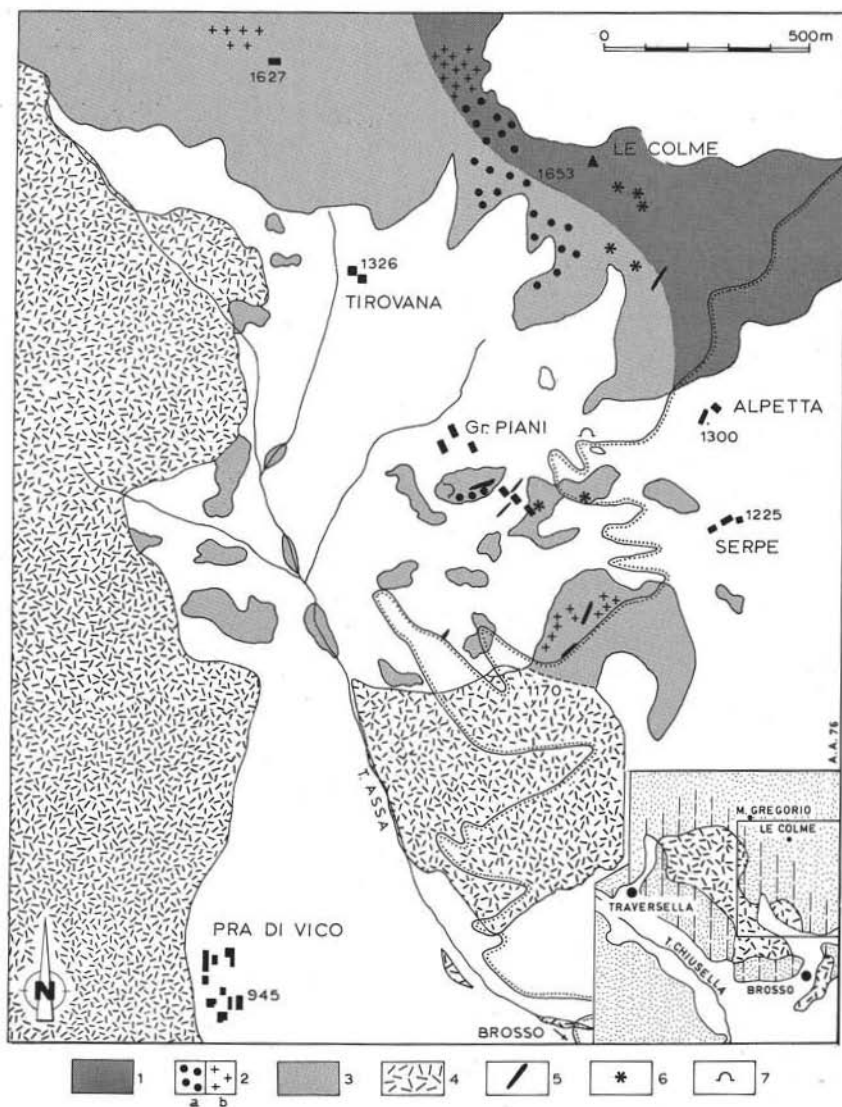 0 500m
1627
LE COLME
1653
1326
TIROVANA
Gr. PIANI
ALPETTA
1300
1225
SERPE
1170
T. ASSA
A.A. 76
M. GREGORIO
LE COLME
TRAVERSELLA
T. CHIUSELLA
BROSSO
PRA DI VICO
945
N
BROSSO
1 2 3 4 5 6 7
a b